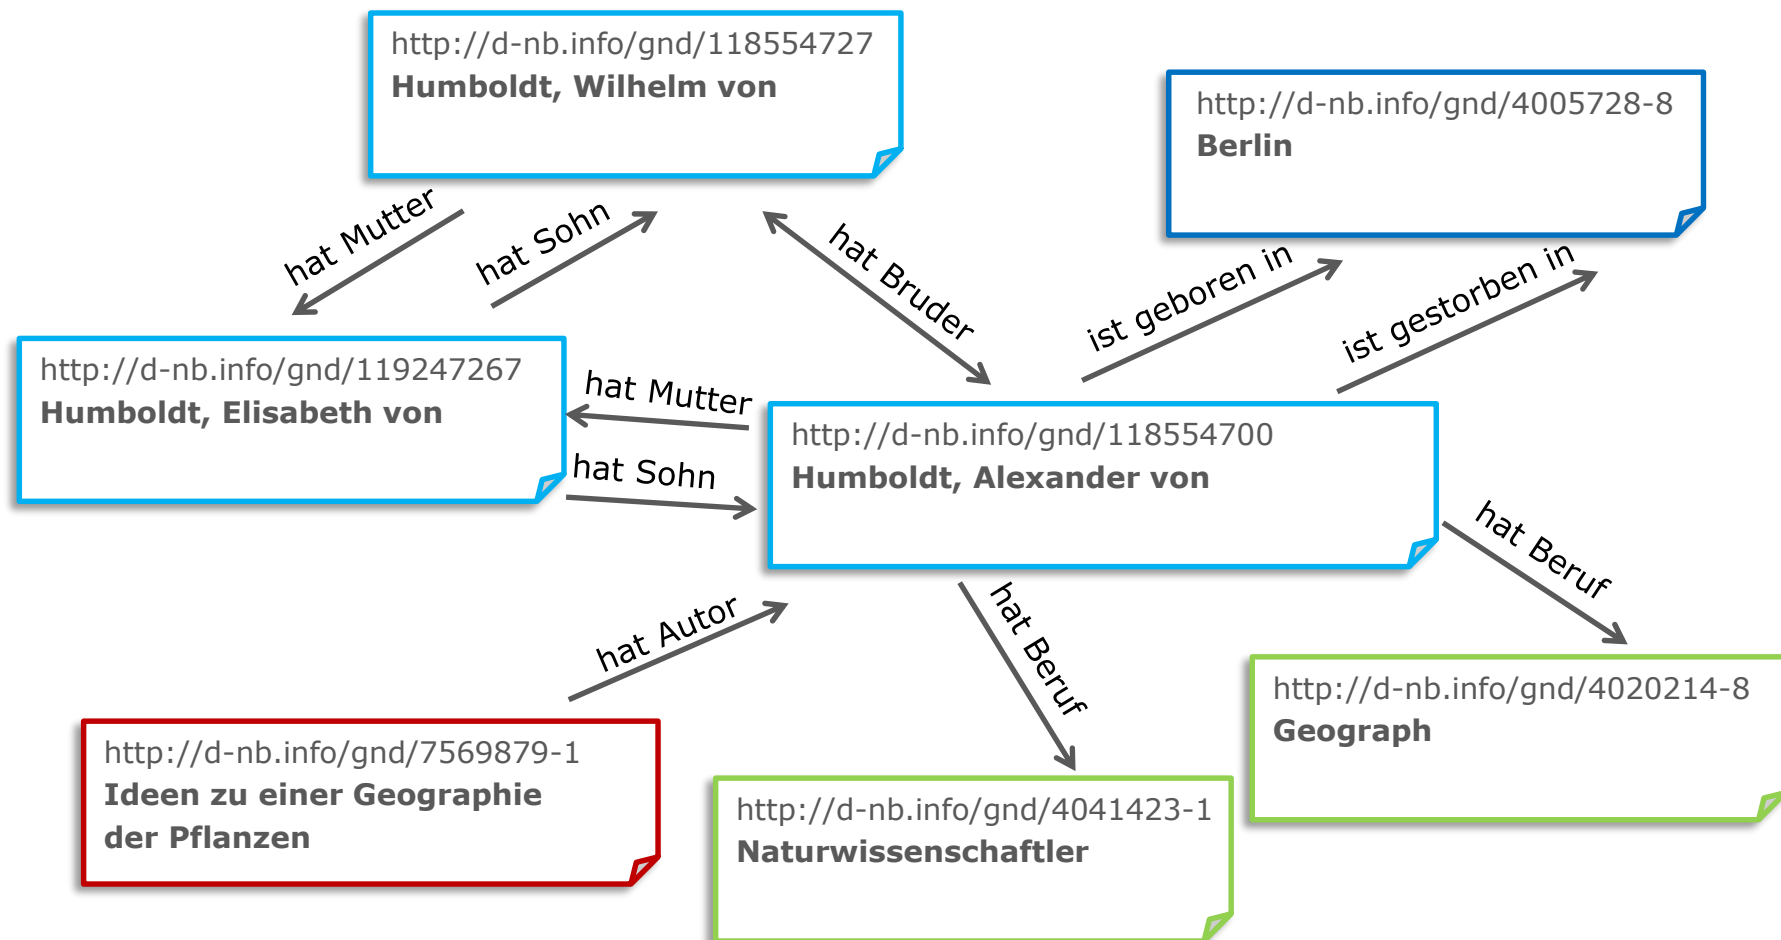 http://d-nb.info/gnd/118554727
Humboldt, Wilhelm von
http://d-nb.info/gnd/4005728-8
Berlin
hat Mutter
hat Sohn
hat Bruder
ist geboren in
ist gestorben in
http://d-nb.info/gnd/119247267
Humboldt, Elisabeth von
hat Mutter
hat Sohn
http://d-nb.info/gnd/118554700
Humboldt, Alexander von
hat Autor
hat Beruf
hat Beruf
http://d-nb.info/gnd/4020214-8
Geograph
http://d-nb.info/gnd/7569879-1
Ideen zu einer Geographie
der Pflanzen
http://d-nb.info/gnd/4041423-1
Naturwissenschaftler